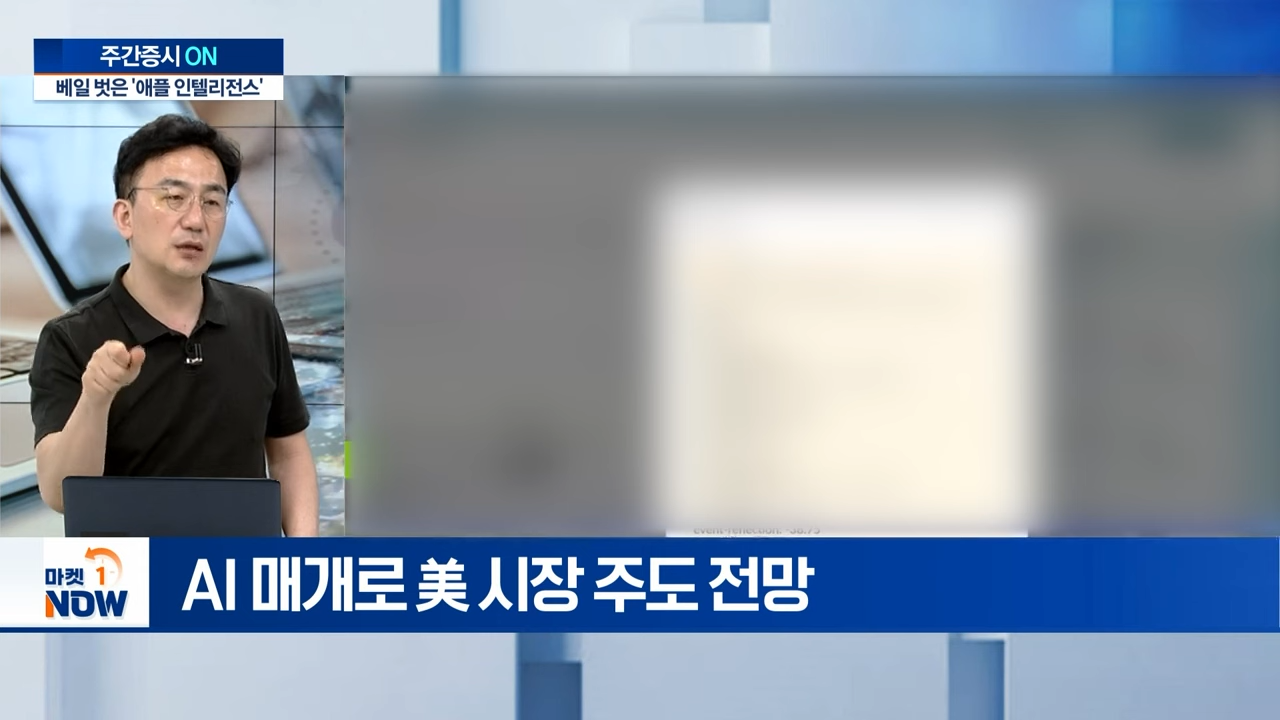 주간증시 ON
베일 벗은 '애플 인텔리전스'
마켓 1
NOW
AI 매개로 美 시장 주도 전망